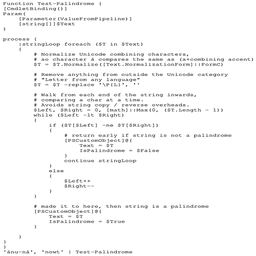 Function Test-Palindrome {
[CmdletBinding()]
Param(
    [Parameter(ValueFromPipeline)]
    [string[]]$Text
)

process {
    :stringLoop foreach ($T in $Text)
    {
        # Normalize Unicode combining characters,
        # so character á compares the same as (a+combining accent)
        $T = $T.Normalize([Text.NormalizationForm]::FormC)

        # Remove anything from outside the Unicode category
        # "Letter from any language"
        $T = $T -replace '\P{L}', ''

        # Walk from each end of the string inwards,
        # comparing a char at a time.
        # Avoids string copy / reverse overheads.
        $Left, $Right = 0, [math]::Max(0, ($T.Length - 1))
        while ($Left -lt $Right)
        {
            if ($T[$Left] -ne $T[$Right])
            {
                # return early if string is not a palindrome
                [PSCustomObject]@{
                    Text = $T
                    IsPalindrome = $False
                }
                continue stringLoop
            }
            else
            {
                $Left++
                $Right--
            }
        }

        # made it to here, then string is a palindrome
        [PSCustomObject]@{
            Text = $T
            IsPalindrome = $True
        }

    }
}
}
'ánu-ná', 'nowt' | Test-Palindrome